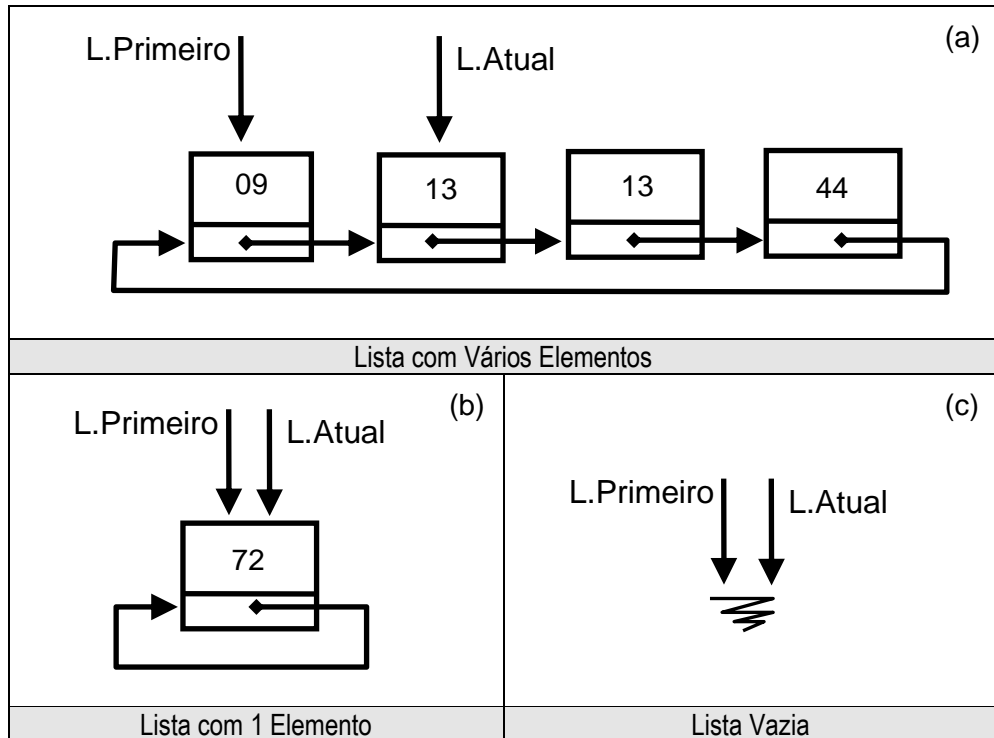 (a)
L.Primeiro
L.Atual
09 13 13 44
Lista com Vários Elementos
(b)
L.Primeiro
L.Atual
72
Lista com 1 Elemento
(c)
L.Primeiro
L.Atual
Lista Vazia